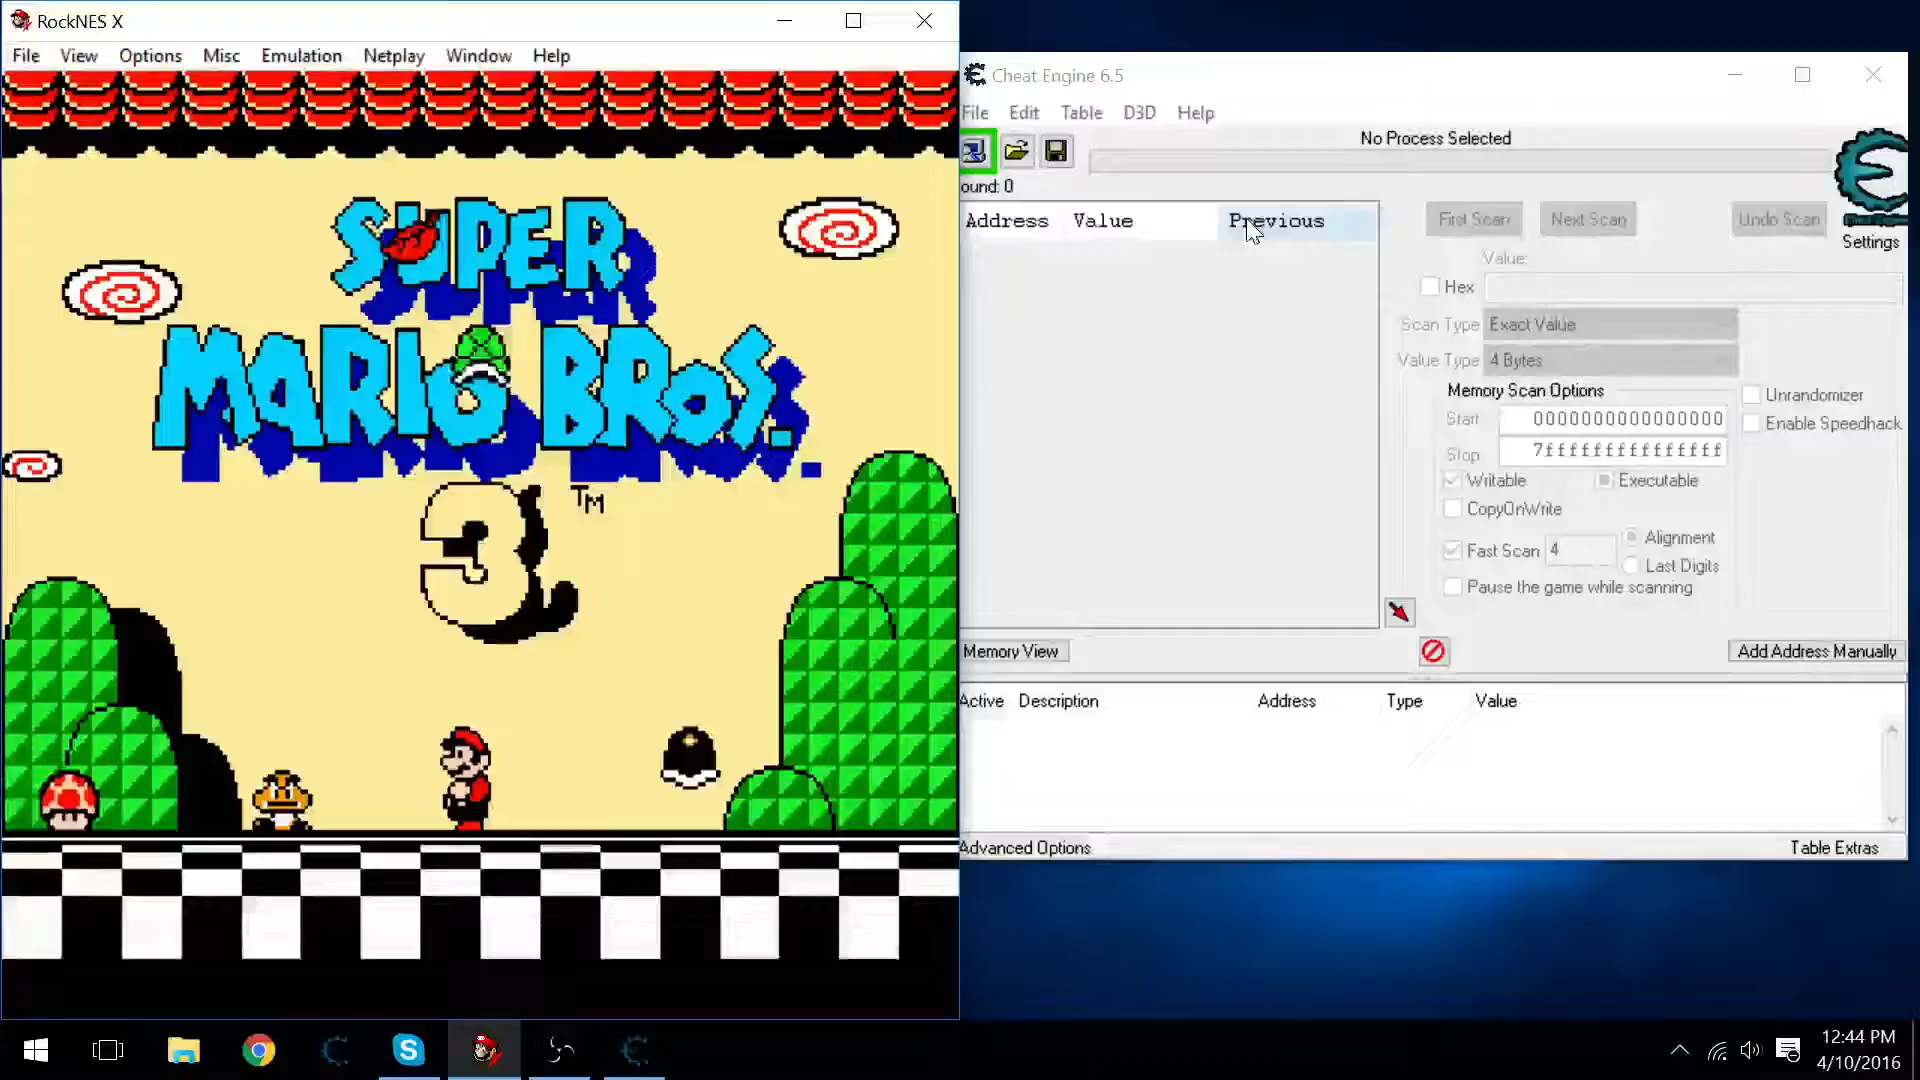 RockNES X
File View Options Misc Emulation Netplay Window Help
SUPER
MARIO BROS.
3 TM
Cheat Engine 6.5
File Edit Table D3D Help
No Process Selected
ound: 0
Address Value Previous
First Scan Next Scan Undo Scan
Settings
Value:
Hex
Scan Type Exact Value
Value Type 4 Bytes
Memory Scan Options
Start 0000000000000000
Stop 7fffffffffffffff
Unrandomizer
Enable Speedhack
Writable Executable
CopyOnWrite
Fast Scan 4 Alignment
Last Digits
Pause the game while scanning
Memory View Add Address Manually
Active Description Address Type Value
Advanced Options Table Extras
12:44 PM
4/10/2016